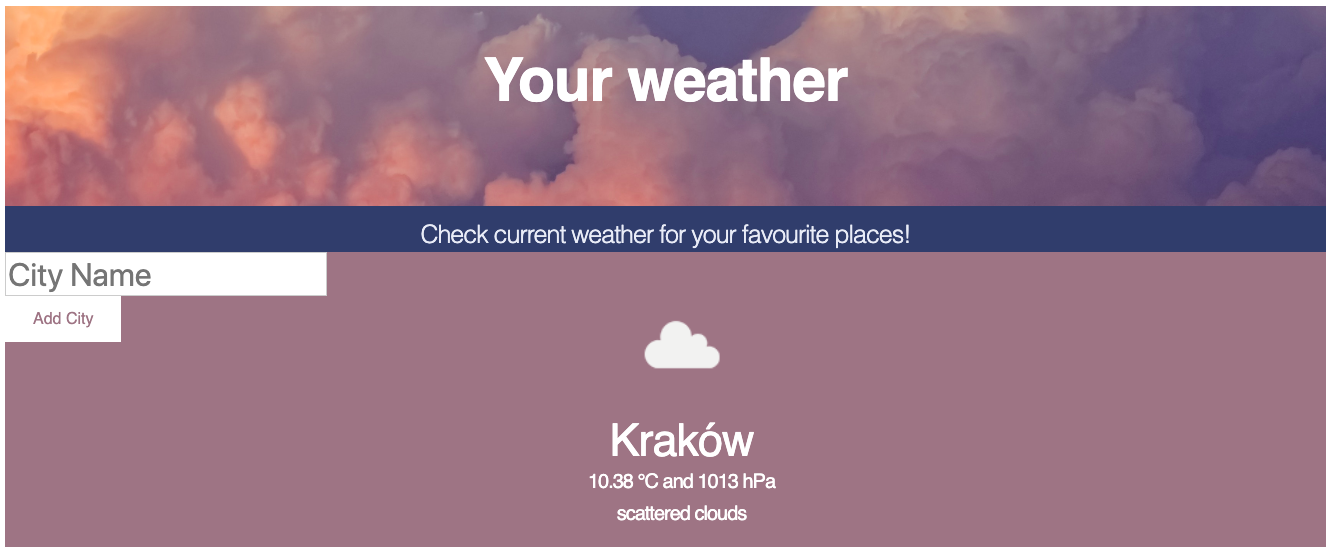 Your weather
Check current weather for your favourite places!
City Name
Add City
Kraków
10.38 °C and 1013 hPa
scattered clouds